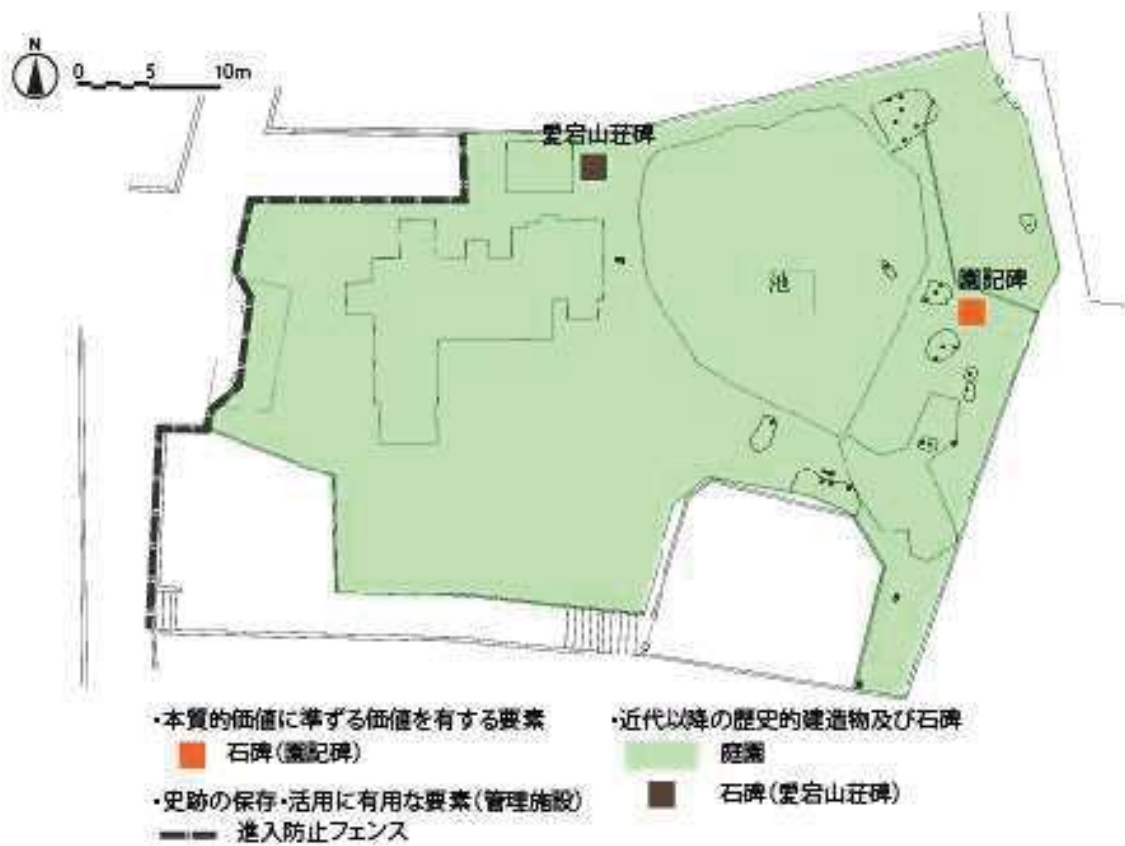 N
0 5 10m
愛宕山荘碑
池
園記碑
・本質的価値に準ずる価値を有する要素
石碑(園記碑)
・史跡の保存・活用に有用な要素(管理施設)
進入防止フェンス
・近代以降の歴史的建造物及び石碑
庭園
石碑(愛宕山荘碑)